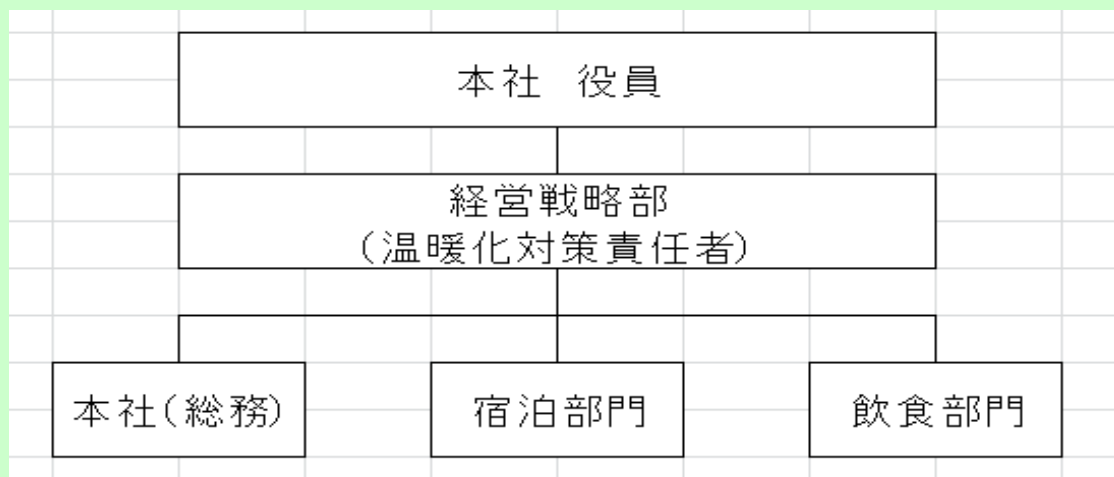 本社　役員
経営戦略部
(温暖化対策責任者)
本社(総務)
宿泊部門
飲食部門